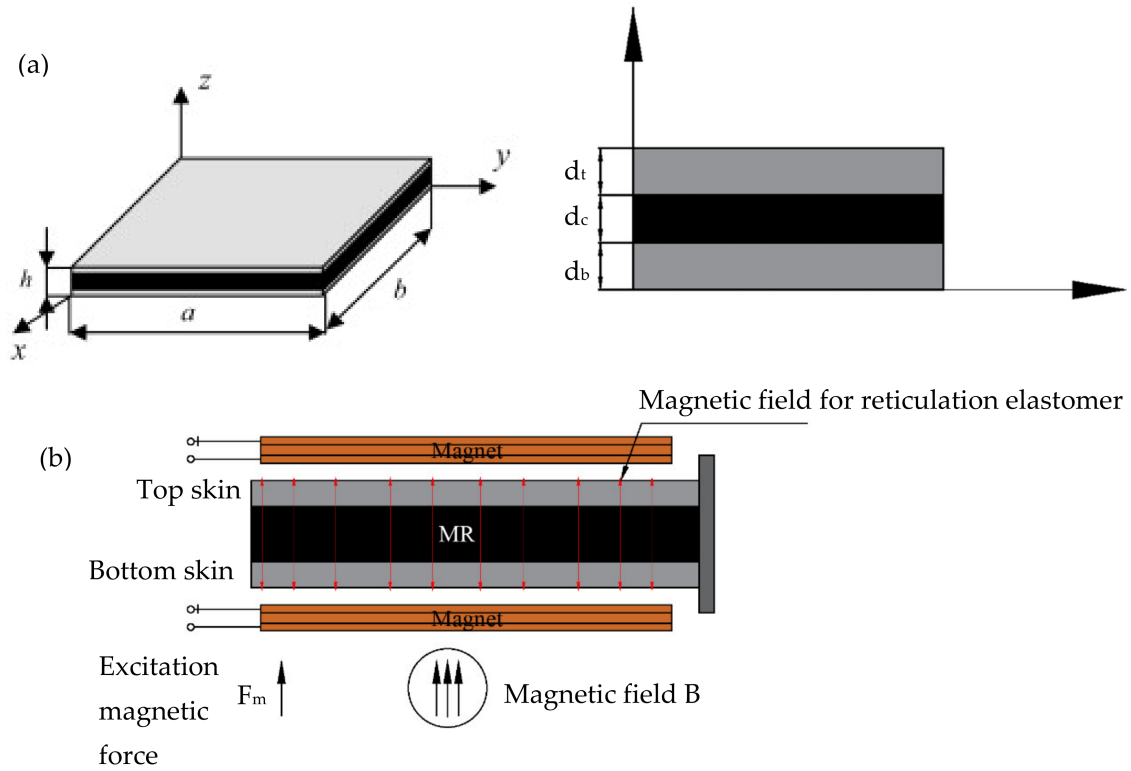 (a)
z
y
h
a
b
x
dt
dc
db
Magnetic field for reticulation elastomer
(b)
Magnet
Top skin
MR
Bottom skin
Magnet
Excitation
magnetic
force
Fm
Magnetic field B